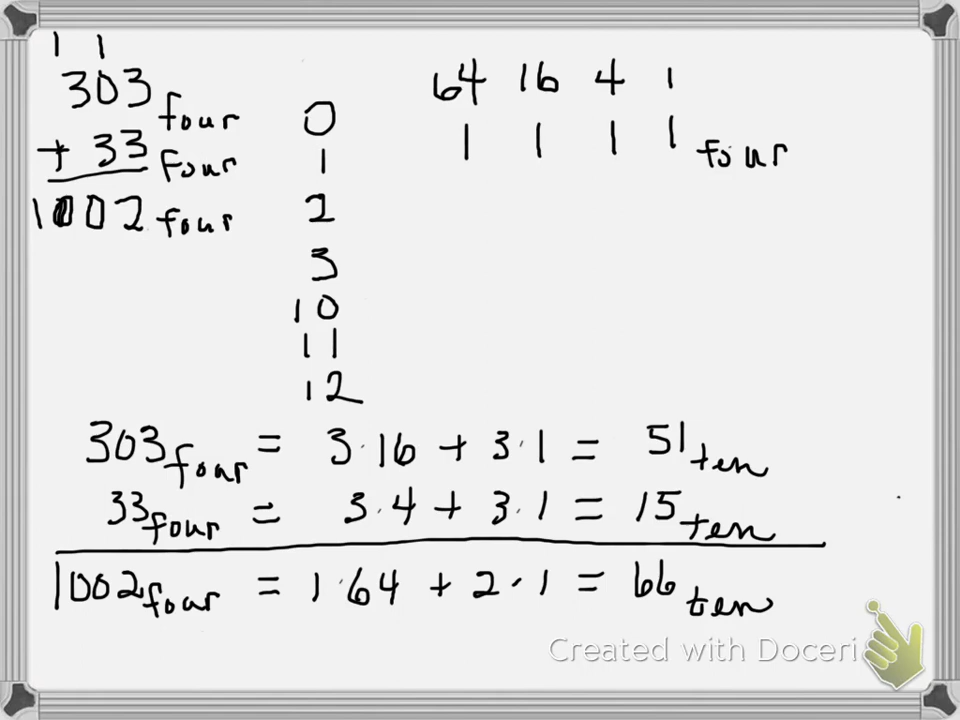 1 1
303 four
+ 33 four
1002 four
0
1
2
3
10
11
12
64 16 4 1
1 1 1 1 four
303four = 3·16 + 3·1 = 51ten
33four = 3·4 + 3·1 = 15ten
1002four = 1·64 + 2·1 = 66ten
Created with Doceri